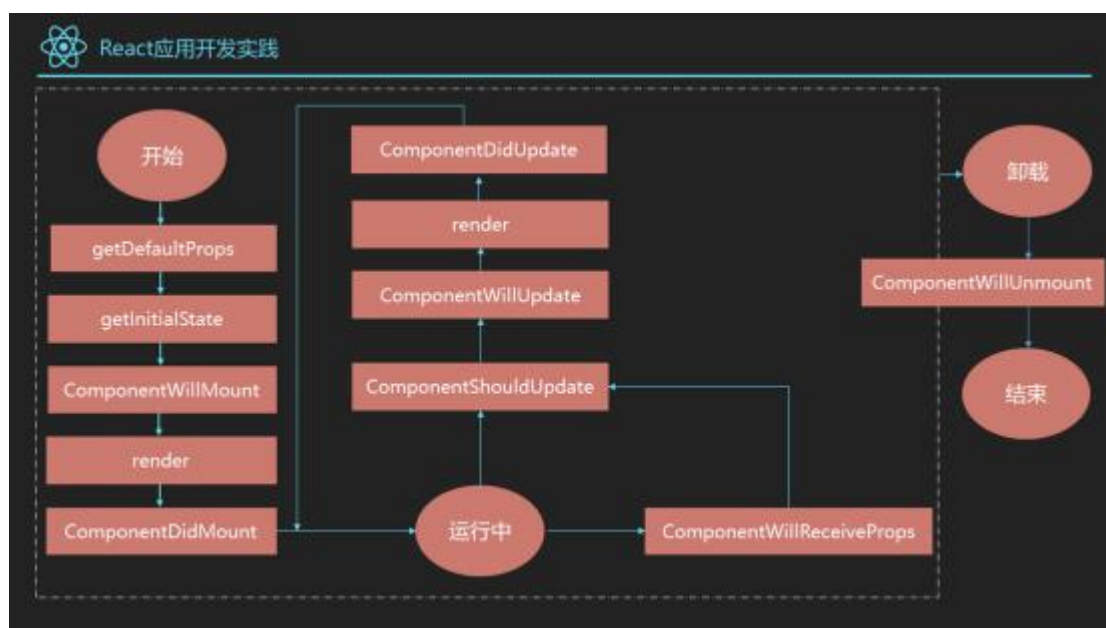 React应用开发实践
开始
getDefaultProps
getInitialState
ComponentWillMount
render
ComponentDidMount
ComponentDidUpdate
render
ComponentWillUpdate
ComponentShouldUpdate
运行中
ComponentWillReceiveProps
卸载
ComponentWillUnmount
结束